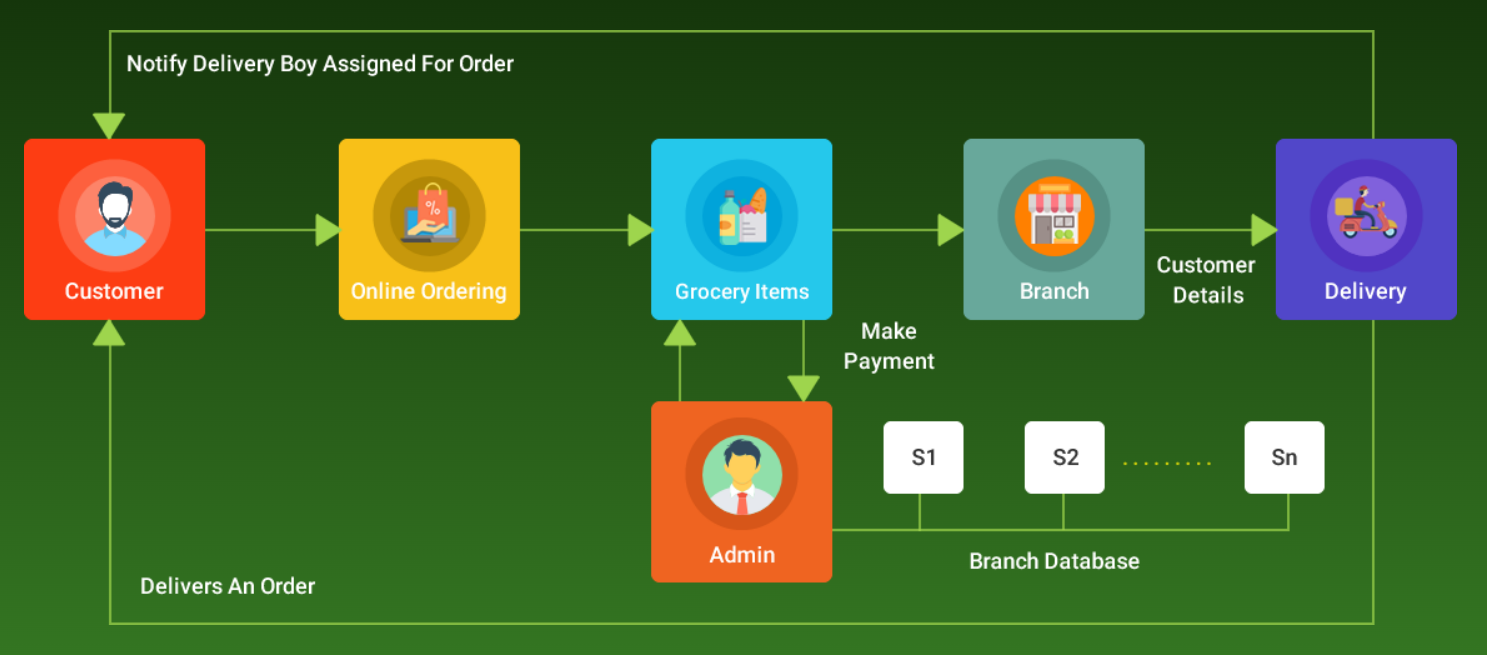 Notify Delivery Boy Assigned For Order
Customer
Online Ordering
%
Grocery Items
Branch
Customer
Details
Delivery
Make
Payment
Admin
S1
S2
.........
Sn
Branch Database
Delivers An Order